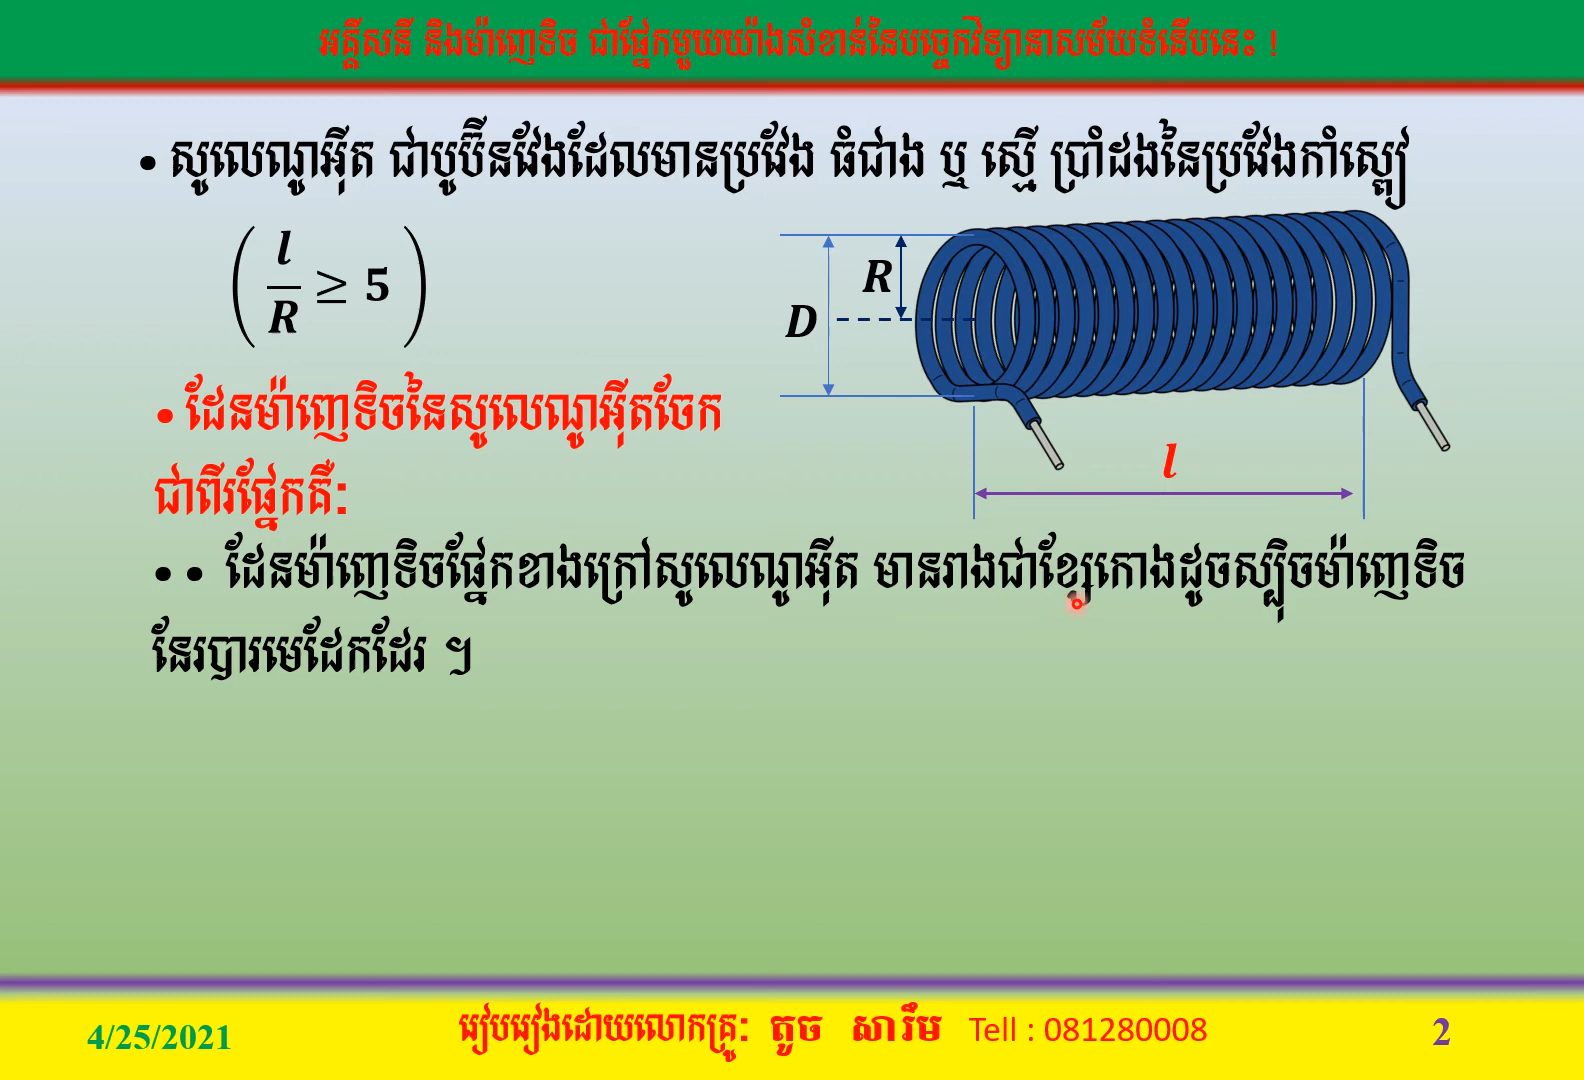 អគ្គិសនី និងម៉ាញេទិច ជាផ្នែកមួយយ៉ាងសំខាន់នៃបច្ចេកវិទ្យានាសម័យទំនើបនេះ !
• សូលេណូអ៊ីត ជាបូប៊ីនវែងដែលមានប្រវែង ធំជាង ឬ ស្មើ ប្រាំដងនៃប្រវែងកាំស្ពៀ
(l/R ≥ 5)
R
D
l
• ដែនម៉ាញេទិចនៃសូលេណូអ៊ីតចែក
ជាពីរផ្នែកគឺ:
•• ដែនម៉ាញេទិចផ្នែកខាងក្រៅសូលេណូអ៊ីត មានរាងជាខ្សែកោងដូចស្ប៉ិចម៉ាញេទិច
នៃរបារមេដែកដែរ ។
4/25/2021
រៀបរៀងដោយលោកគ្រូ: តូច សារឹម Tell : 081280008
2